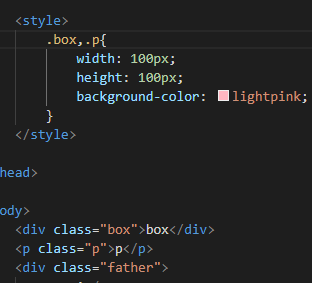 <style>
.box,.p{
width: 100px;
height: 100px;
background-color: lightpink;
}
</style>
head>
ody>
<div class="box">box</div>
<p class="p">p</p>
<div class="father">